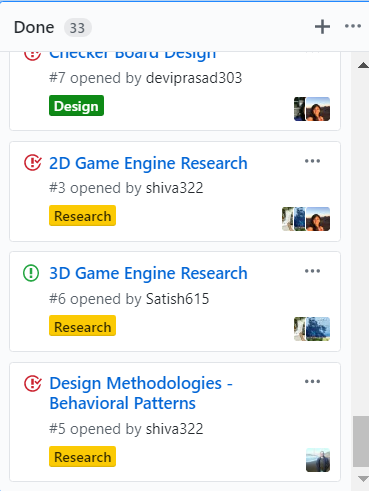 Done 33
Checker Board Design
#7 opened by deviprasad303
Design
2D Game Engine Research
#3 opened by shiva322
Research
3D Game Engine Research
#6 opened by Satish615
Research
Design Methodologies -
Behavioral Patterns
#5 opened by shiva322
Research